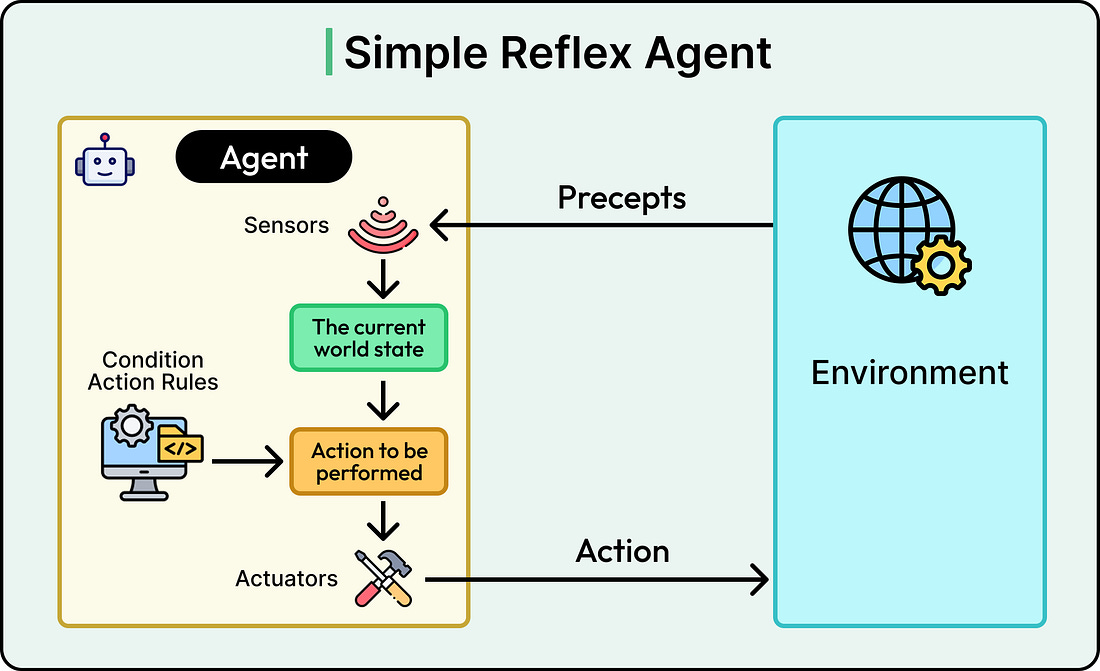 Simple Reflex Agent
Agent
Sensors
Precepts
The current
world state
Condition
Action Rules
</>
Action to be
performed
Actuators
Action
Environment